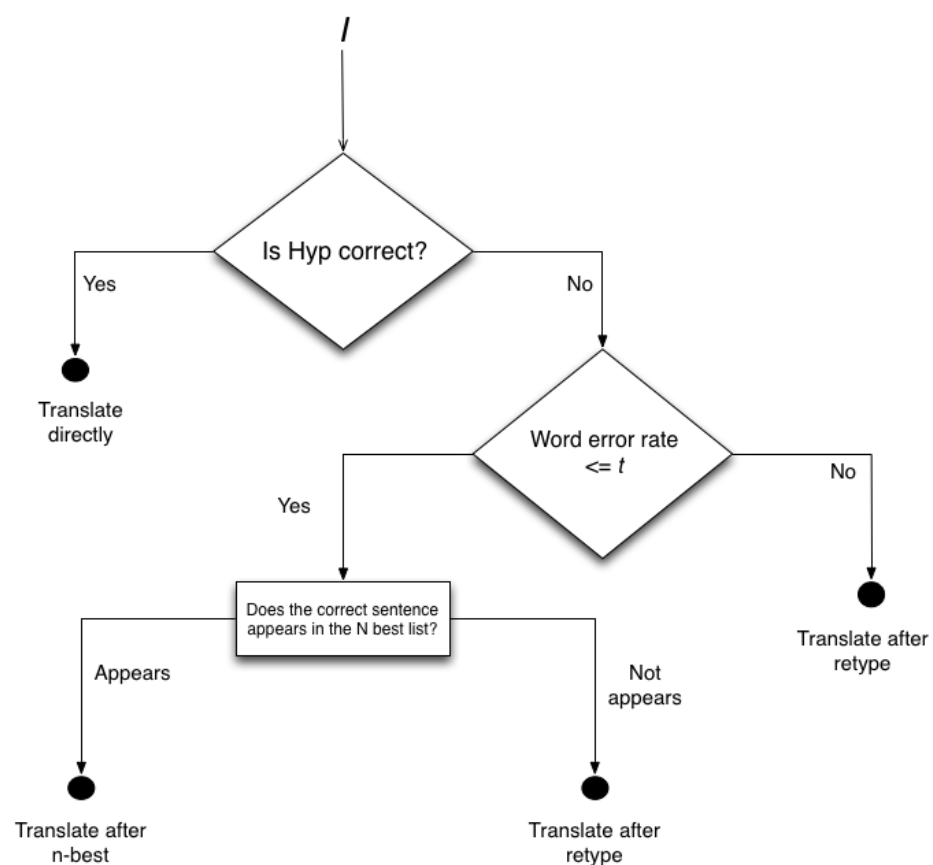 I
Is Hyp correct?
Yes
No
Translate
directly
Word error rate
<= t
Yes
No
Does the correct sentence
appears in the N best list?
Translate after
retype
Appears
Not
appears
Translate after
n-best
Translate after
retype